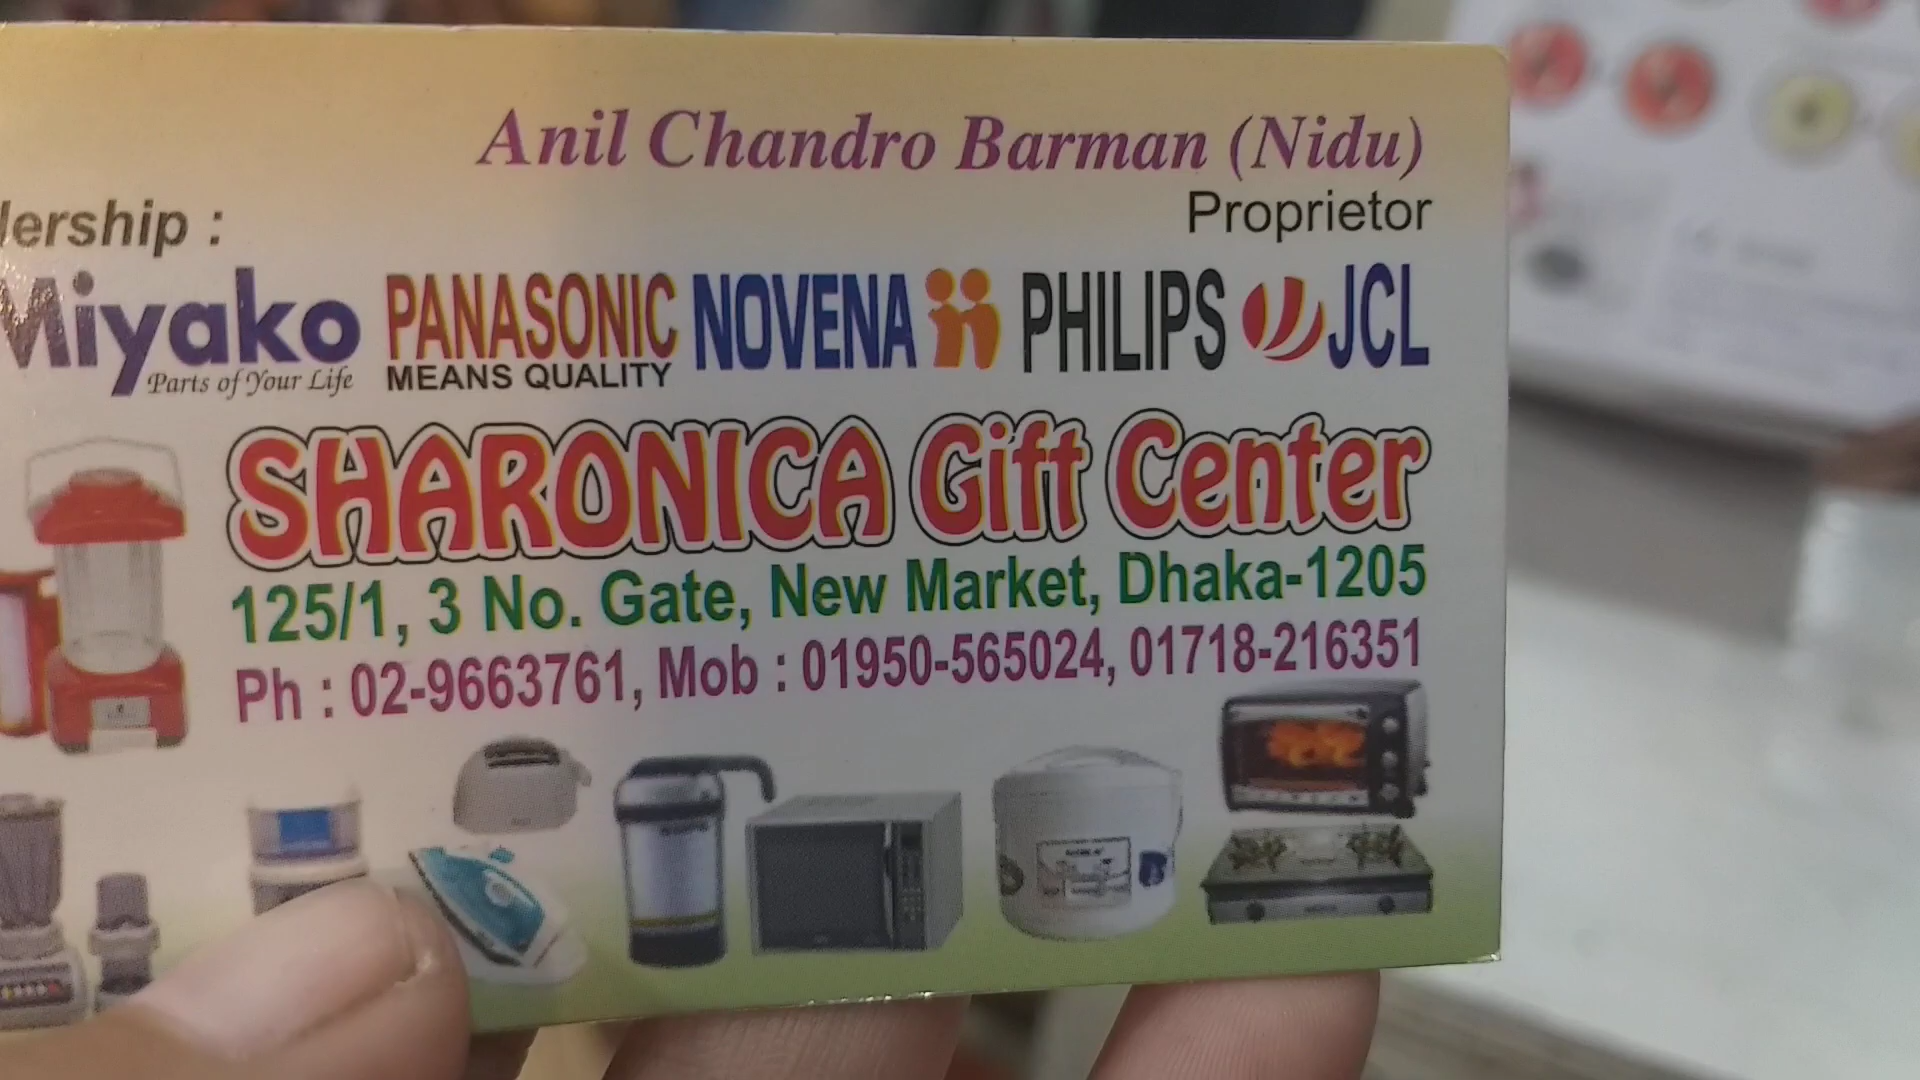 Anil Chandro Barman (Nidu)
Proprietor
lership :
Miyako PANASONIC NOVENA PHILIPS JCL
Parts of Your Life MEANS QUALITY
SHARONICA Gift Center
125/1, 3 No. Gate, New Market, Dhaka-1205
Ph : 02-9663761, Mob : 01950-565024, 01718-216351